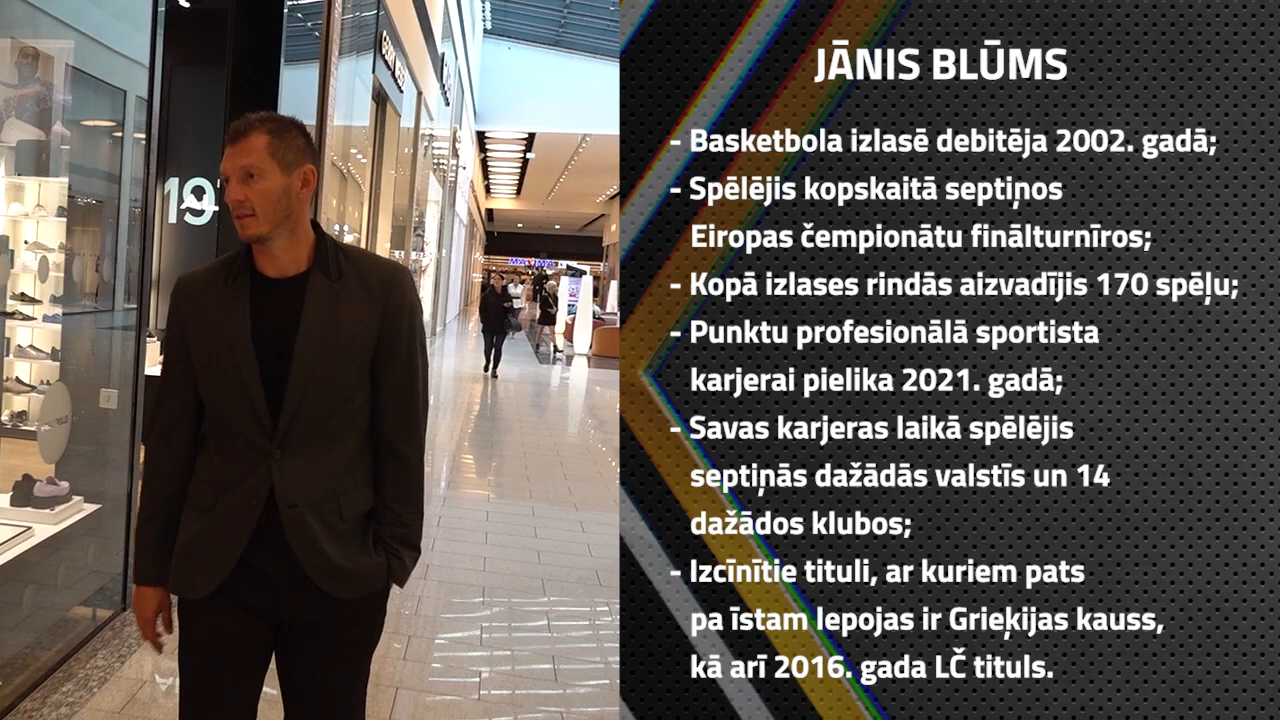 JĀNIS BLŪMS
- Basketbola izlasē debitēja 2002. gadā;
- Spēlējis kopskaitā septiņos
Eiropas čempionātu finālturnīros;
- Kopā izlases rindās aizvadījis 170 spēļu;
- Punktu profesionālā sportista
karjerai pielika 2021. gadā;
- Savas karjeras laikā spēlējis
septiņās dažādās valstīs un 14
dažādos klubos;
- Izcīnītie tituli, ar kuriem pats
pa īstam lepojas ir Grieķijas kauss,
kā arī 2016. gada LČ tituls.
MAXIMA